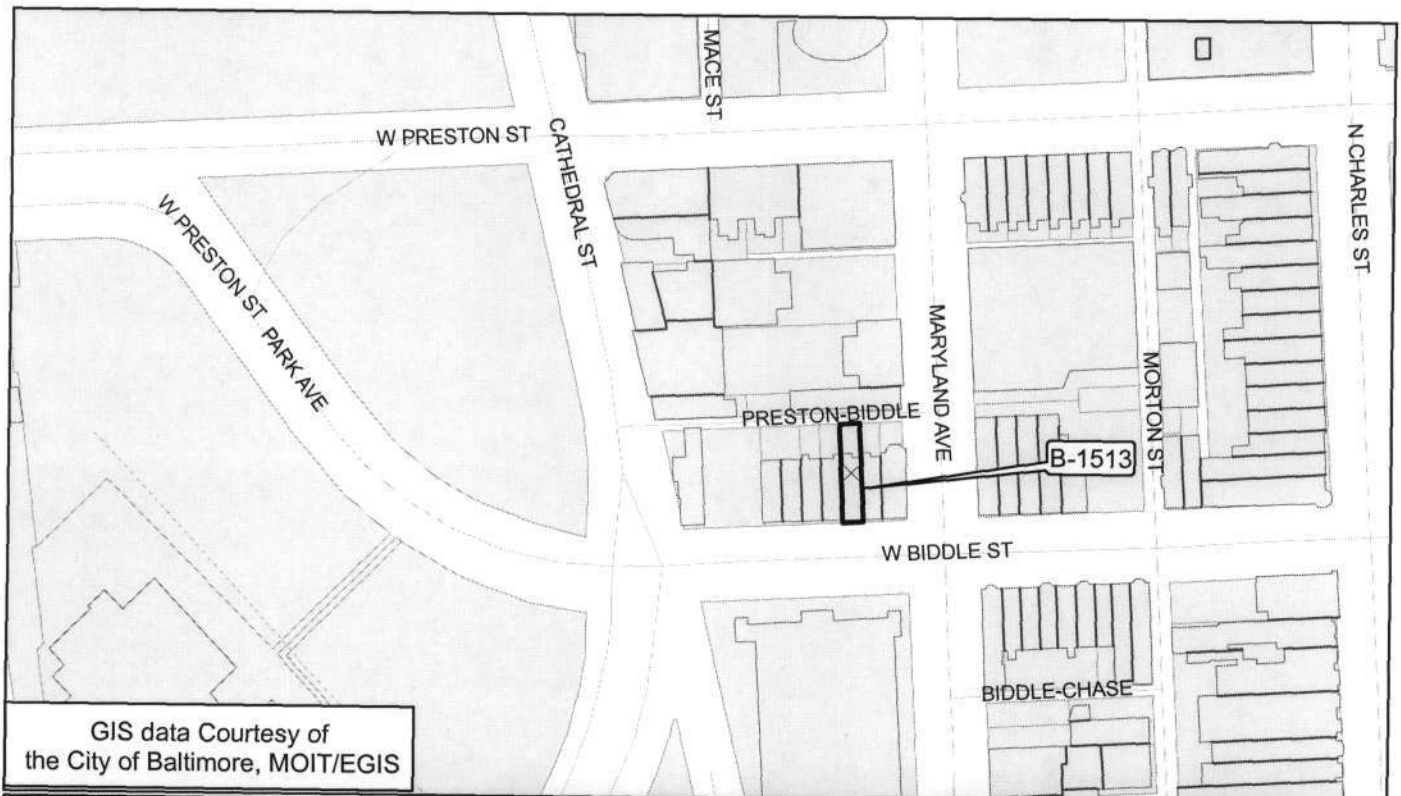 MACE ST
W PRESTON ST
CATHEDRAL ST
N CHARLES ST
W PRESTON ST PARK AVE
MARYLAND AVE
MORTON ST
PRESTON-BIDDLE
B-1513
W BIDDLE ST
BIDDLE-CHASE
GIS data Courtesy of
the City of Baltimore, MOIT/EGIS